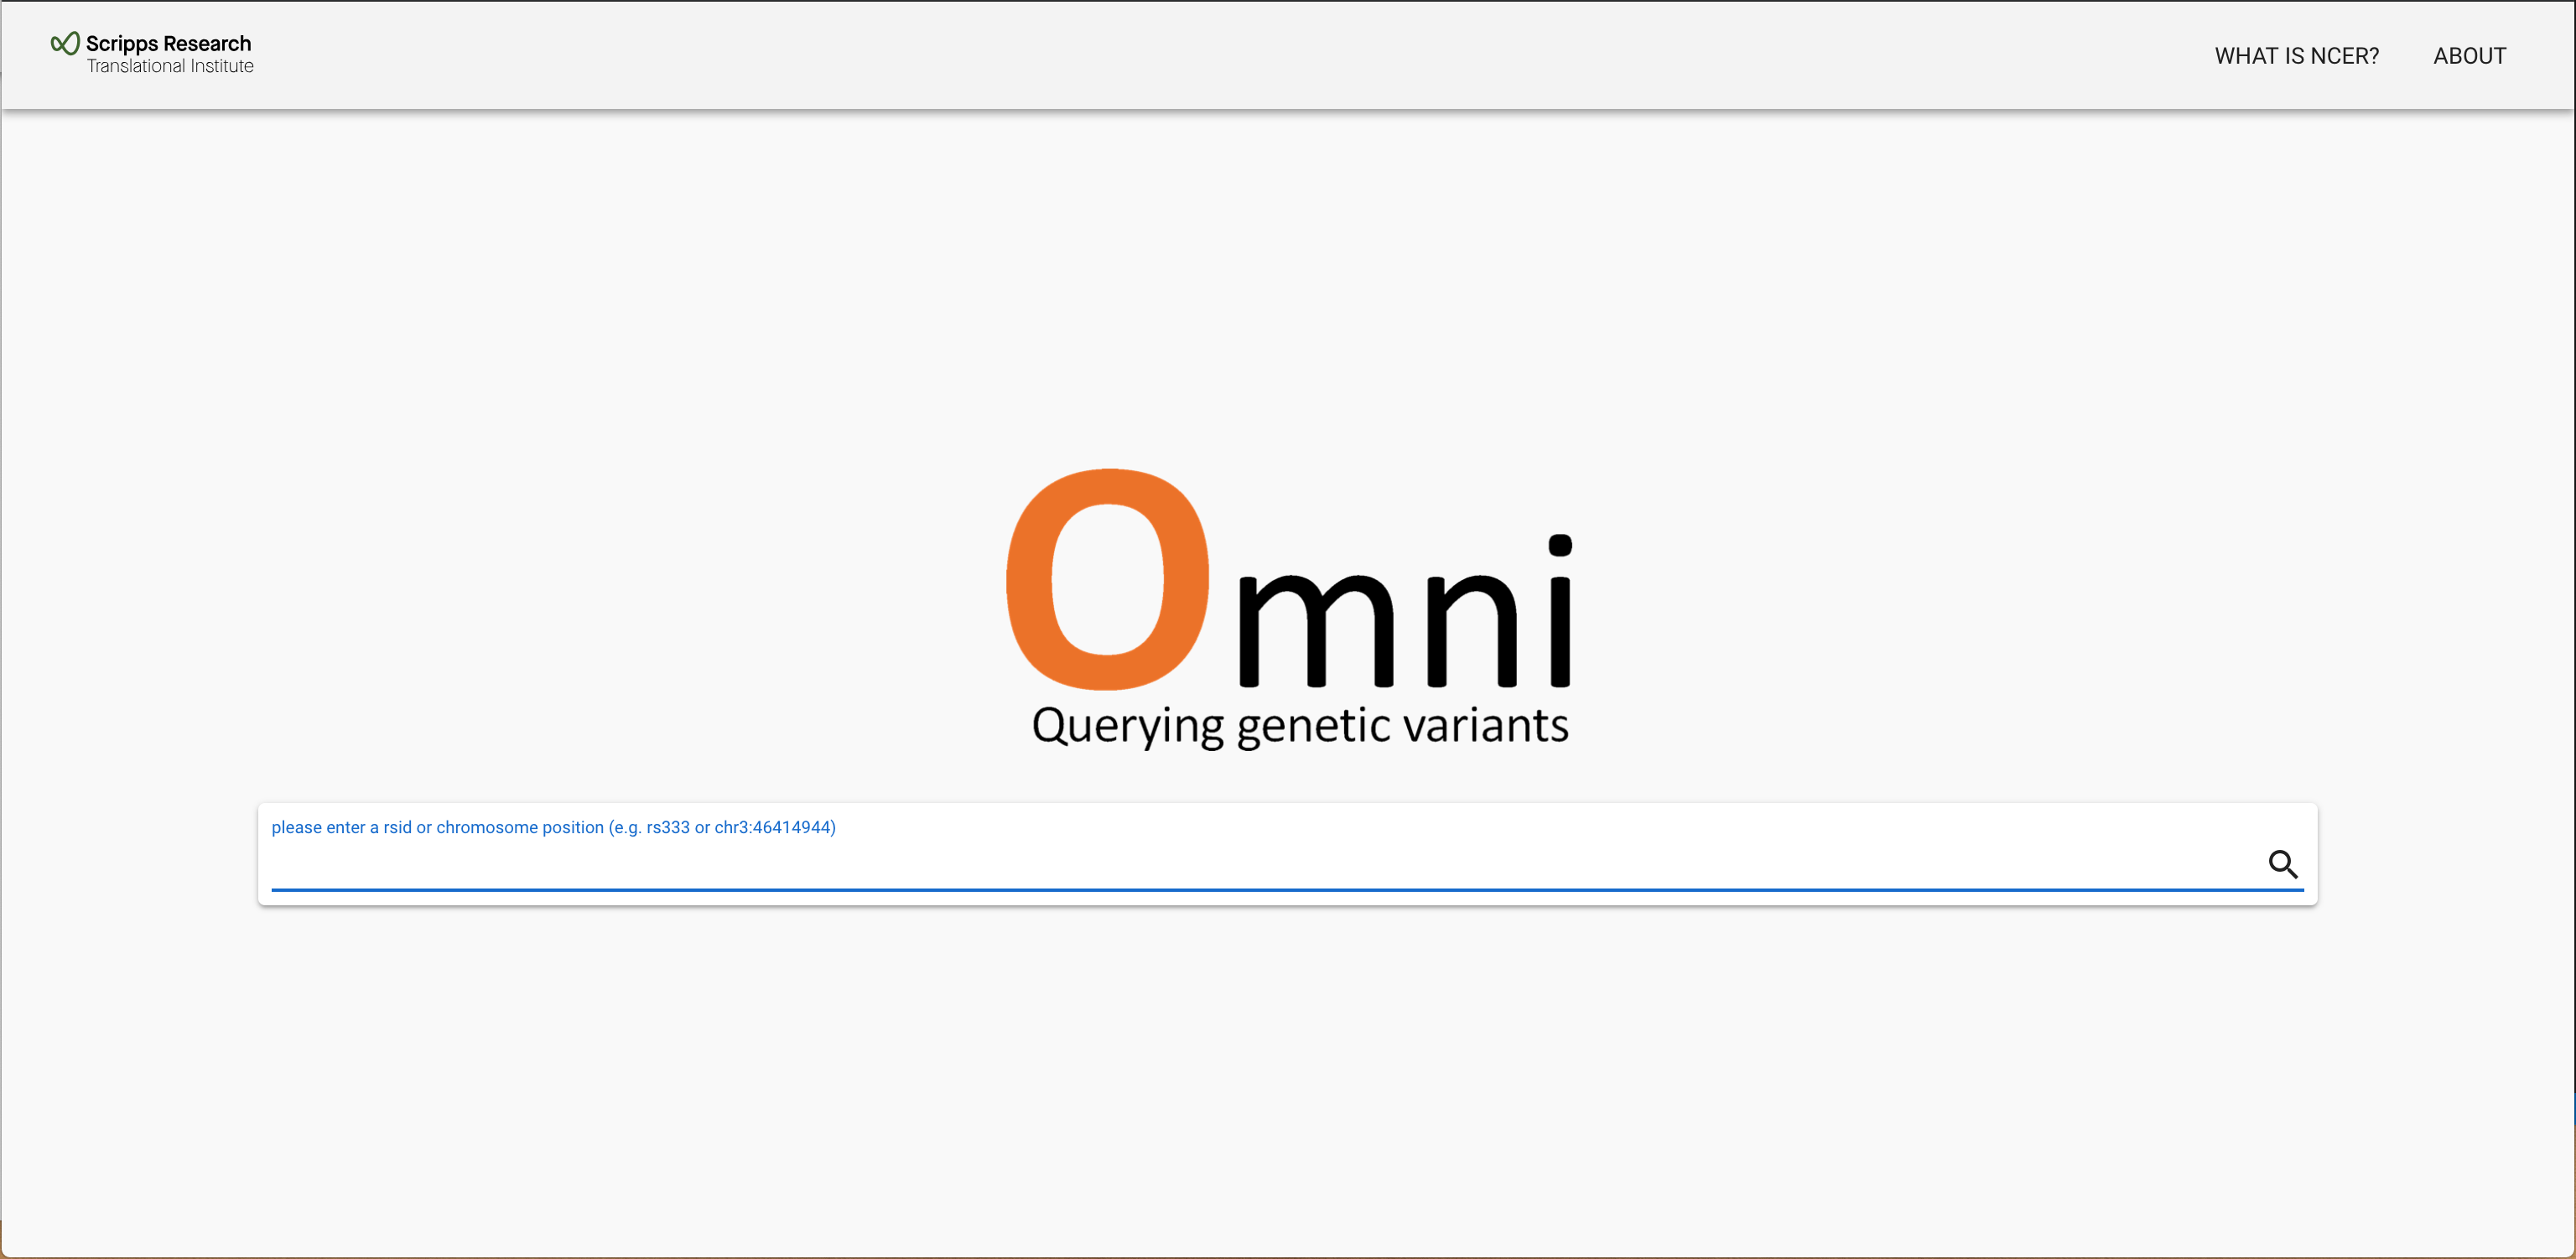 Scripps Research
Translational Institute
WHAT IS NCER?
ABOUT
Omni
Querying genetic variants
please enter a rsid or chromosome position (e.g. rs333 or chr3:46414944)